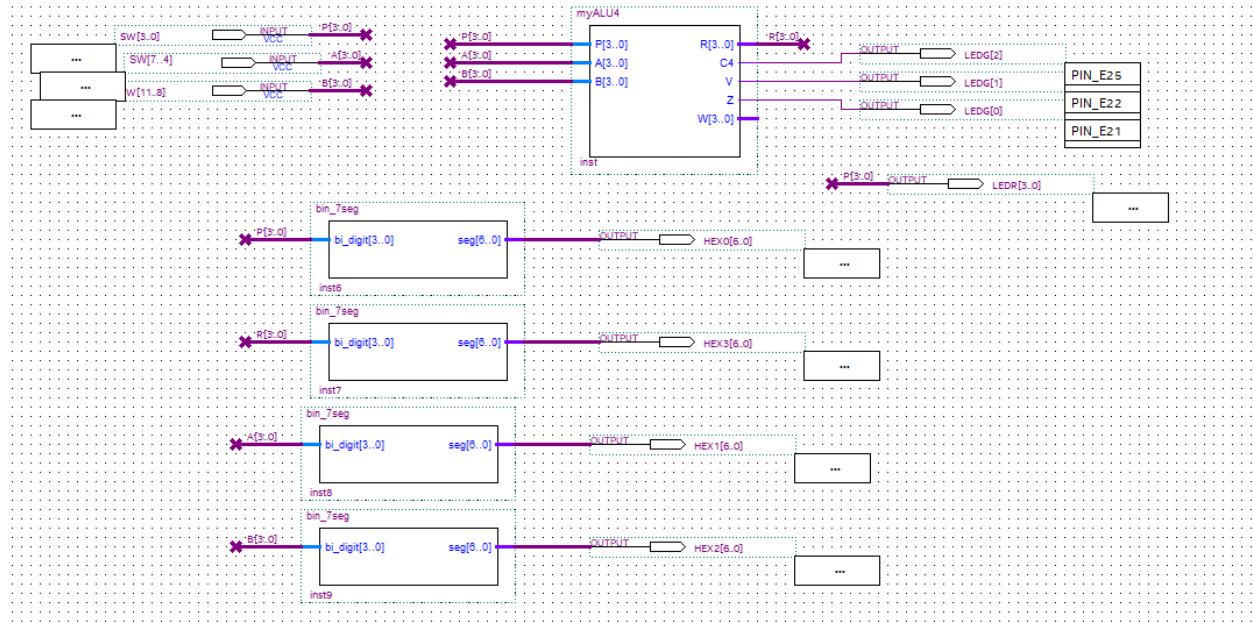 myALU4
SW[3..0] INPUT VCC P[3..0]
SW[7..4] INPUT VCC A[3..0]
W[11..8] INPUT VCC B[3..0]
...
...
...
P[3..0] P[3..0] R[3..0] R[3..0]
A[3..0] A[3..0] C4 OUTPUT LEDG[2]
B[3..0] B[3..0] V OUTPUT LEDG[1]
Z OUTPUT LEDG[0]
W[3..0]
inst
PIN_E25
PIN_E22
PIN_E21
P[3..0] OUTPUT LEDR[3..0]
...
bin_7seg
P[3..0] bi_digit[3..0] seg[6..0] OUTPUT HEX0[6..0]
...
inst6
bin_7seg
R[3..0] bi_digit[3..0] seg[6..0] OUTPUT HEX3[6..0]
...
inst7
bin_7seg
A[3..0] bi_digit[3..0] seg[6..0] OUTPUT HEX1[6..0]
...
inst8
bin_7seg
B[3..0] bi_digit[3..0] seg[6..0] OUTPUT HEX2[6..0]
...
inst9